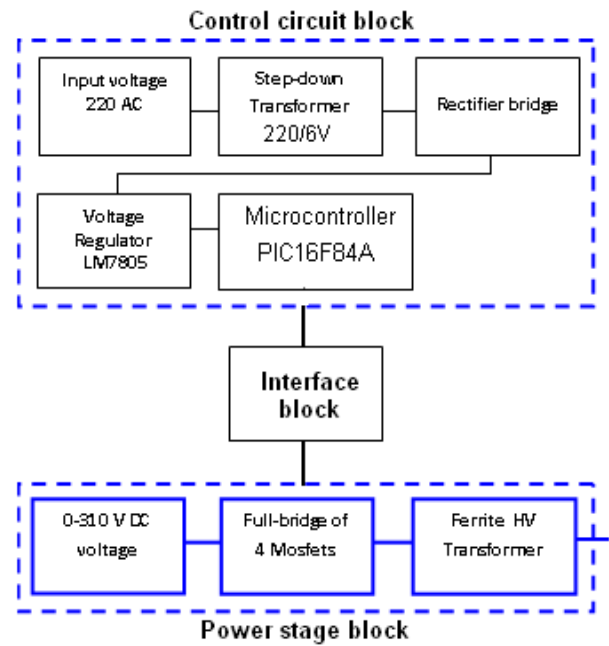 Control circuit block
Input voltage
220 AC
Step-down
Transformer
220/6V
Rectifier bridge
Voltage
Regulator
LM7805
Microcontroller
PIC16F84A
Interface
block
0-310 V DC
voltage
Full-bridge of
4 Mosfets
Ferrite HV
Transformer
Power stage block